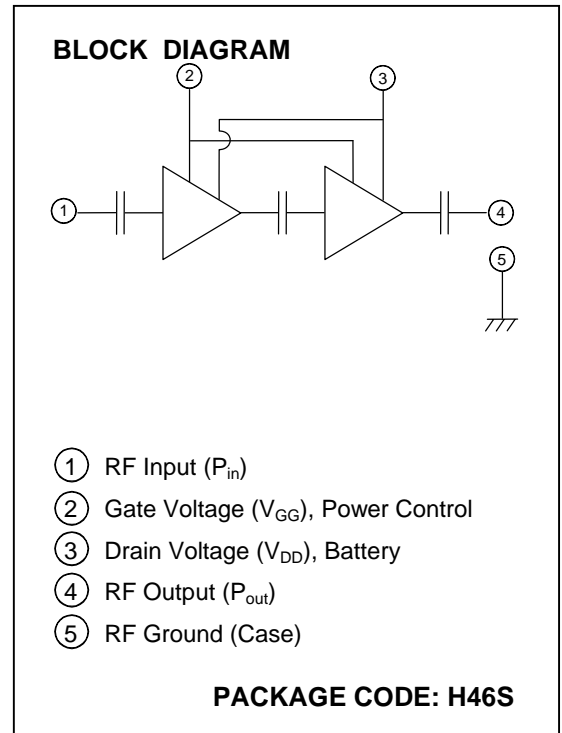 BLOCK DIAGRAM
2 3
1 4
5
1 RF Input (Pin)
2 Gate Voltage (VGG), Power Control
3 Drain Voltage (VDD), Battery
4 RF Output (Pout)
5 RF Ground (Case)
PACKAGE CODE: H46S